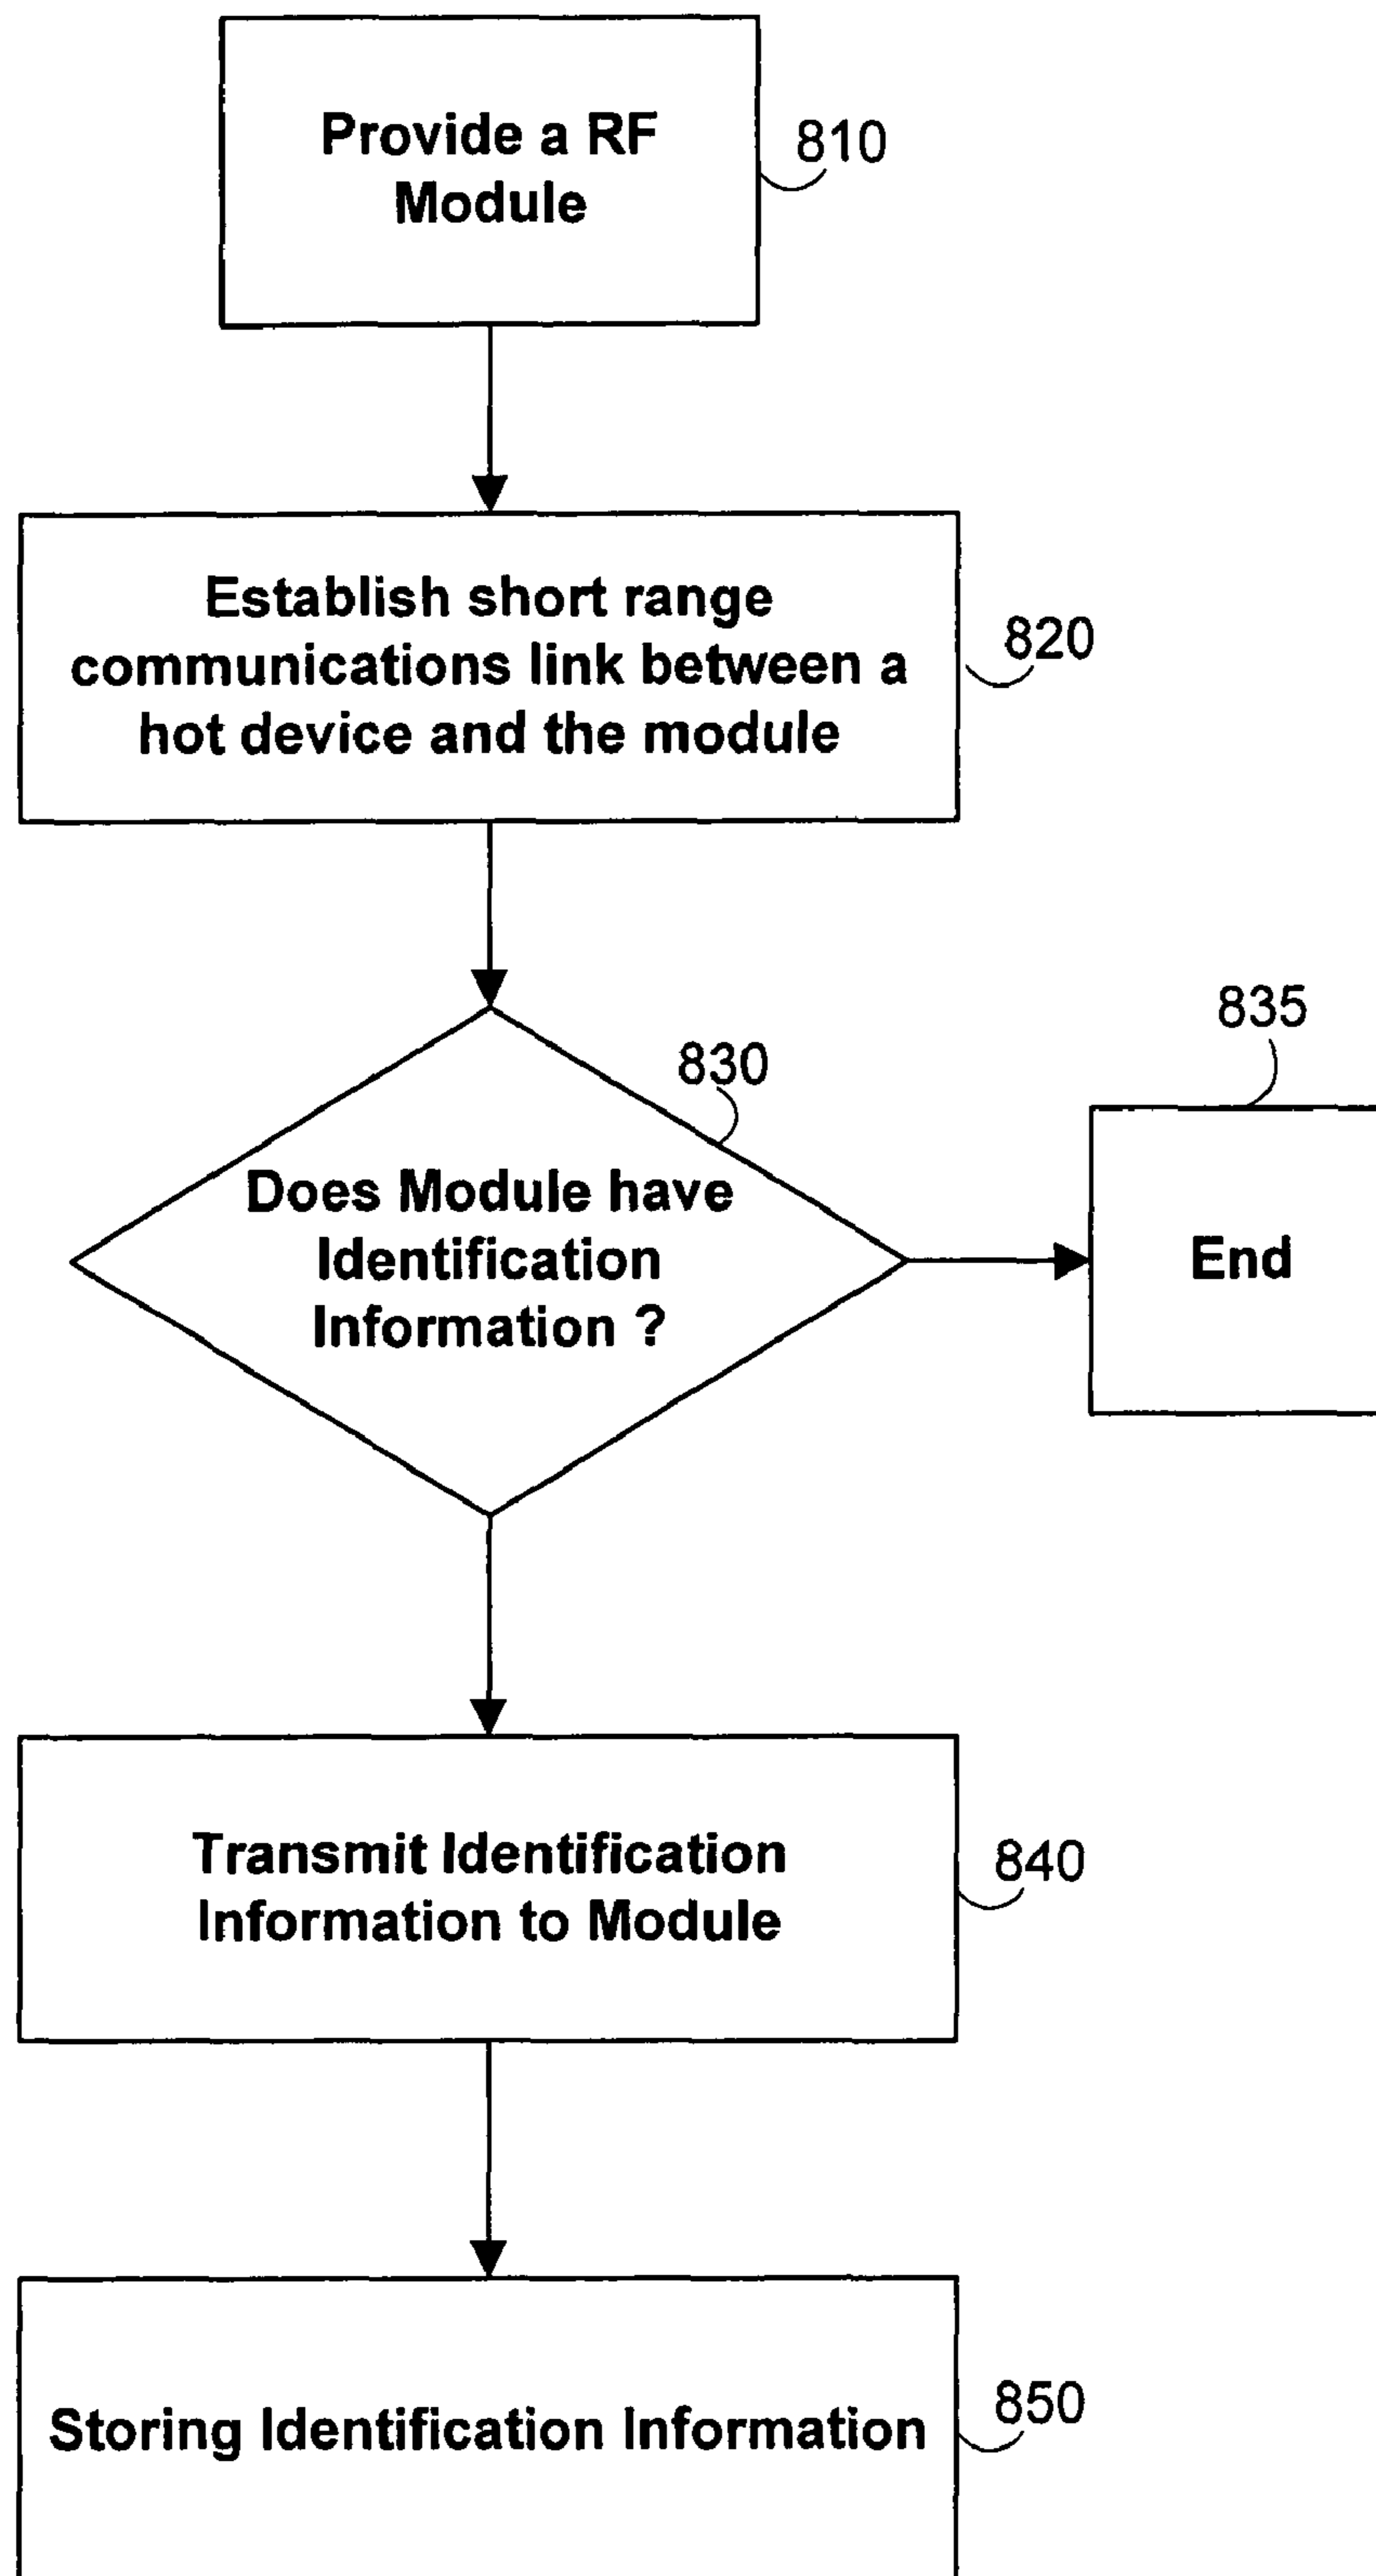 Provide a RF
Module
810
Establish short range
communications link between a
hot device and the module
820
830
Does Module have
Identification
Information ?
835
End
Transmit Identification
Information to Module
840
Storing Identification Information
850